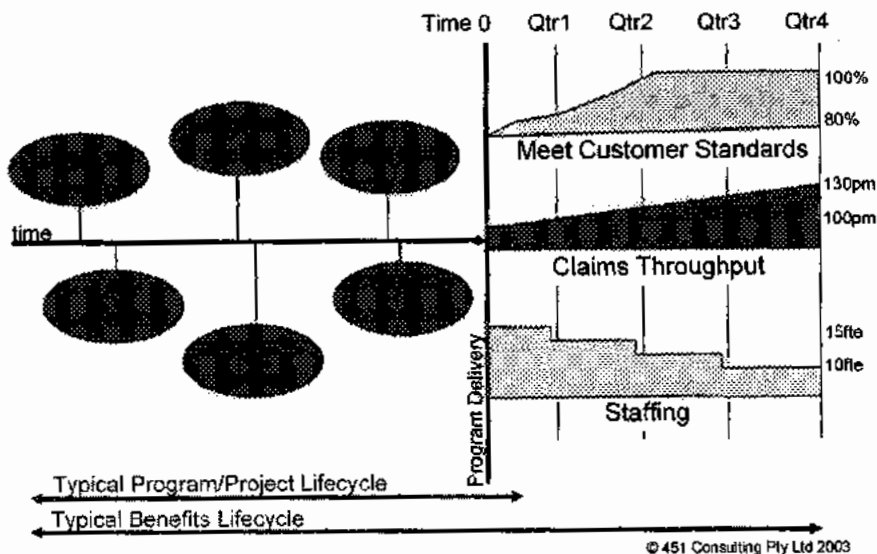 Time 0 Qtr1 Qtr2 Qtr3 Qtr4
100%
80%
Meet Customer Standards
130pm
time
100pm
Claims Throughput
15fte
10fte
Staffing
Program Delivery
Typical Program/Project Lifecycle
Typical Benefits Lifecycle
© 451 Consulting Pty Ltd 2003